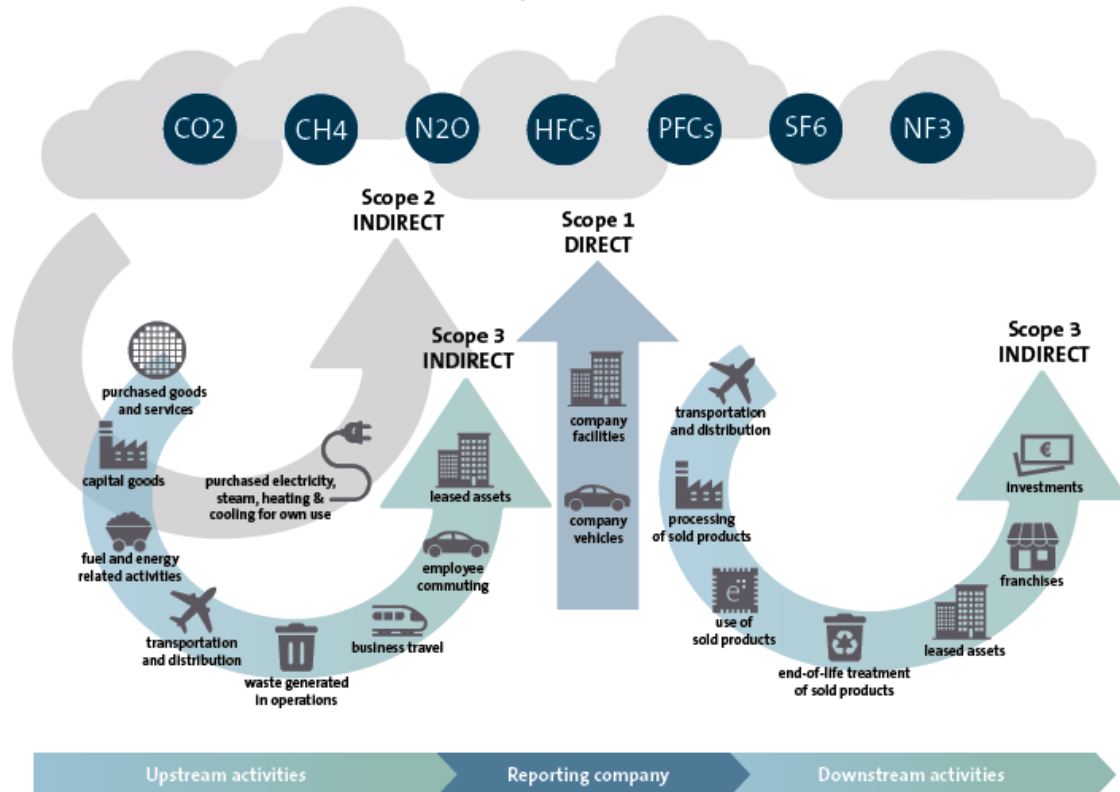 CO2
CH4
N2O
HFCs
PFCs
SF6
NF3
Scope 2
INDIRECT
Scope 1
DIRECT
Scope 3
INDIRECT
Scope 3
INDIRECT
purchased goods
and services
capital goods
fuel and energy
related activities
transportation
and distribution
waste generated
in operations
business travel
employee
commuting
leased assets
purchased electricity,
steam, heating &
cooling for own use
company
facilities
company
vehicles
transportation
and distribution
processing
of sold products
e
use of
sold products
end-of-life treatment
of sold products
leased assets
franchises
€
investments
Upstream activities
Reporting company
Downstream activities